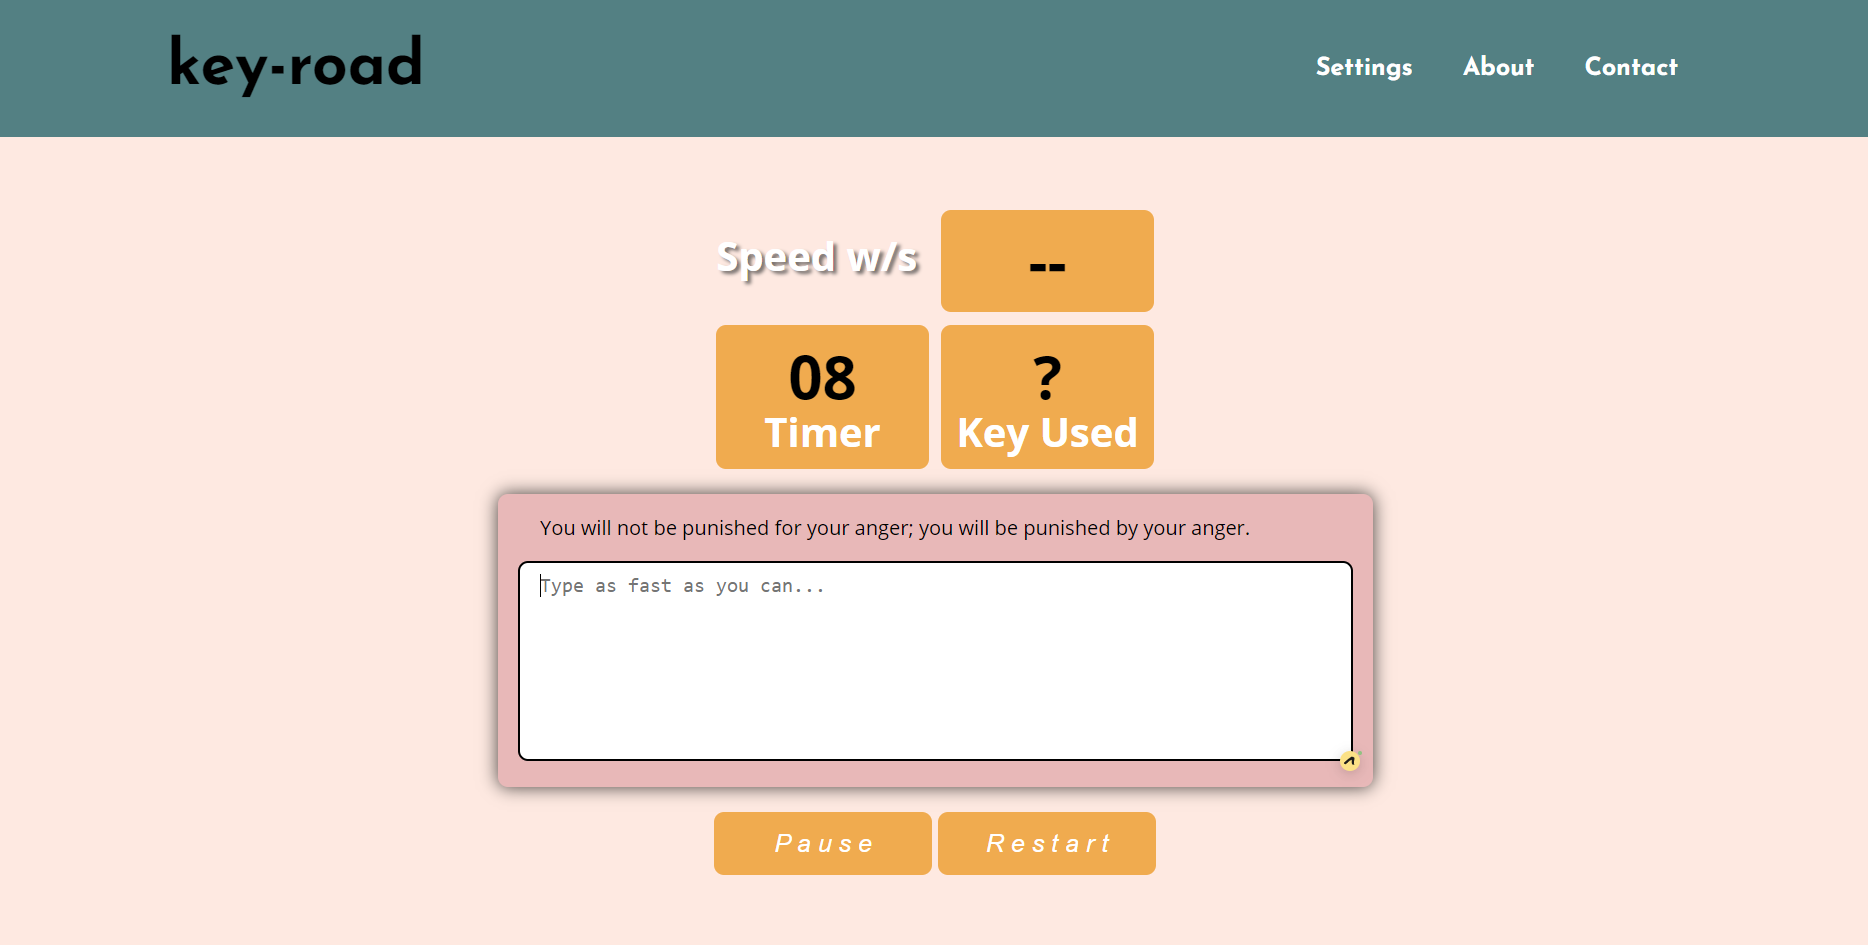 key-road
Settings About Contact
Speed w/s
--
08
Timer
?
Key Used
You will not be punished for your anger; you will be punished by your anger.
Type as fast as you can...
Pause
Restart